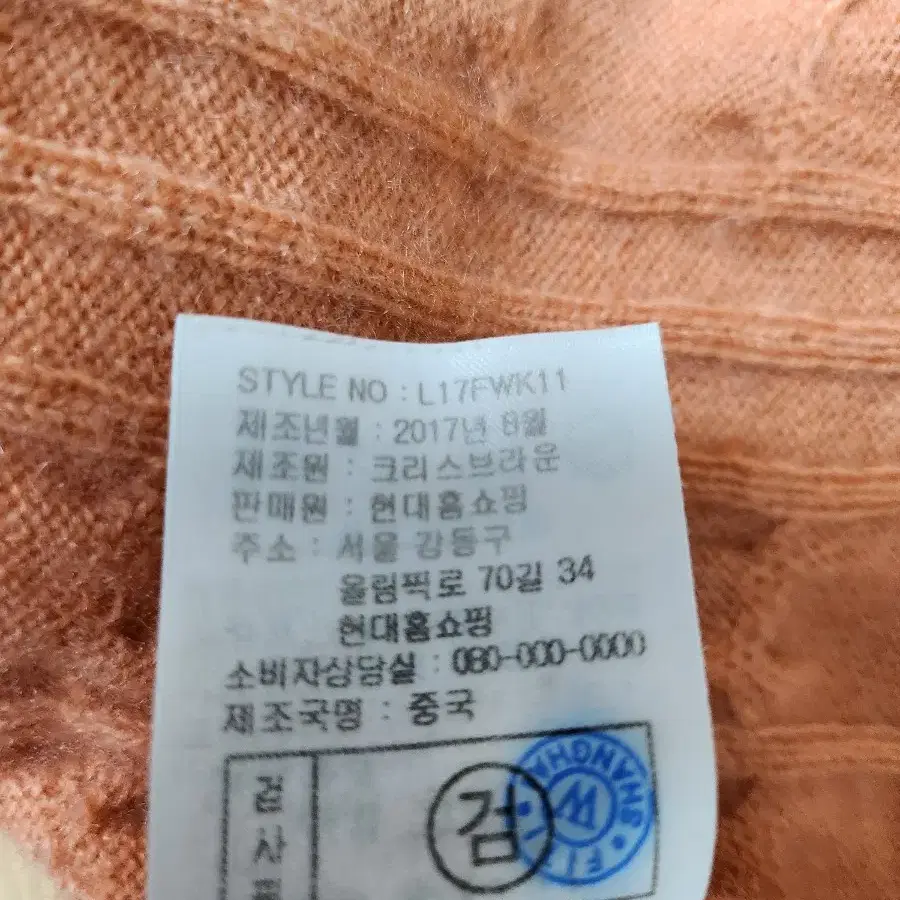 STYLE NO : L17FWK11
제조년월 : 2017년 8월
제조원 : 크리스브라운
판매원 : 현대홈쇼핑
주소 : 서울 강동구
올림픽로 70길 34
현대홈쇼핑
소비자상담실 : 080-000-0000
제조국명 : 중국
검사
검
SHANGHAI
W